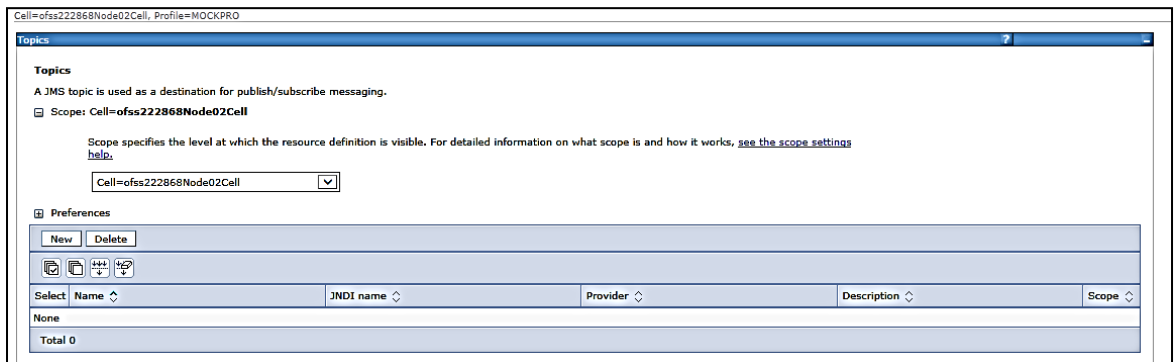 Cell=ofss222868Node02Cell, Profile=MOCKPRO
Topics ? -
Topics
A JMS topic is used as a destination for publish/subscribe messaging.
Scope: Cell=ofss222868Node02Cell
Scope specifies the level at which the resource definition is visible. For detailed information on what scope is and how it works, see the scope settings
help.
Cell=ofss222868Node02Cell
Preferences
New Delete
Select Name JNDI name Provider Description Scope
None
Total 0